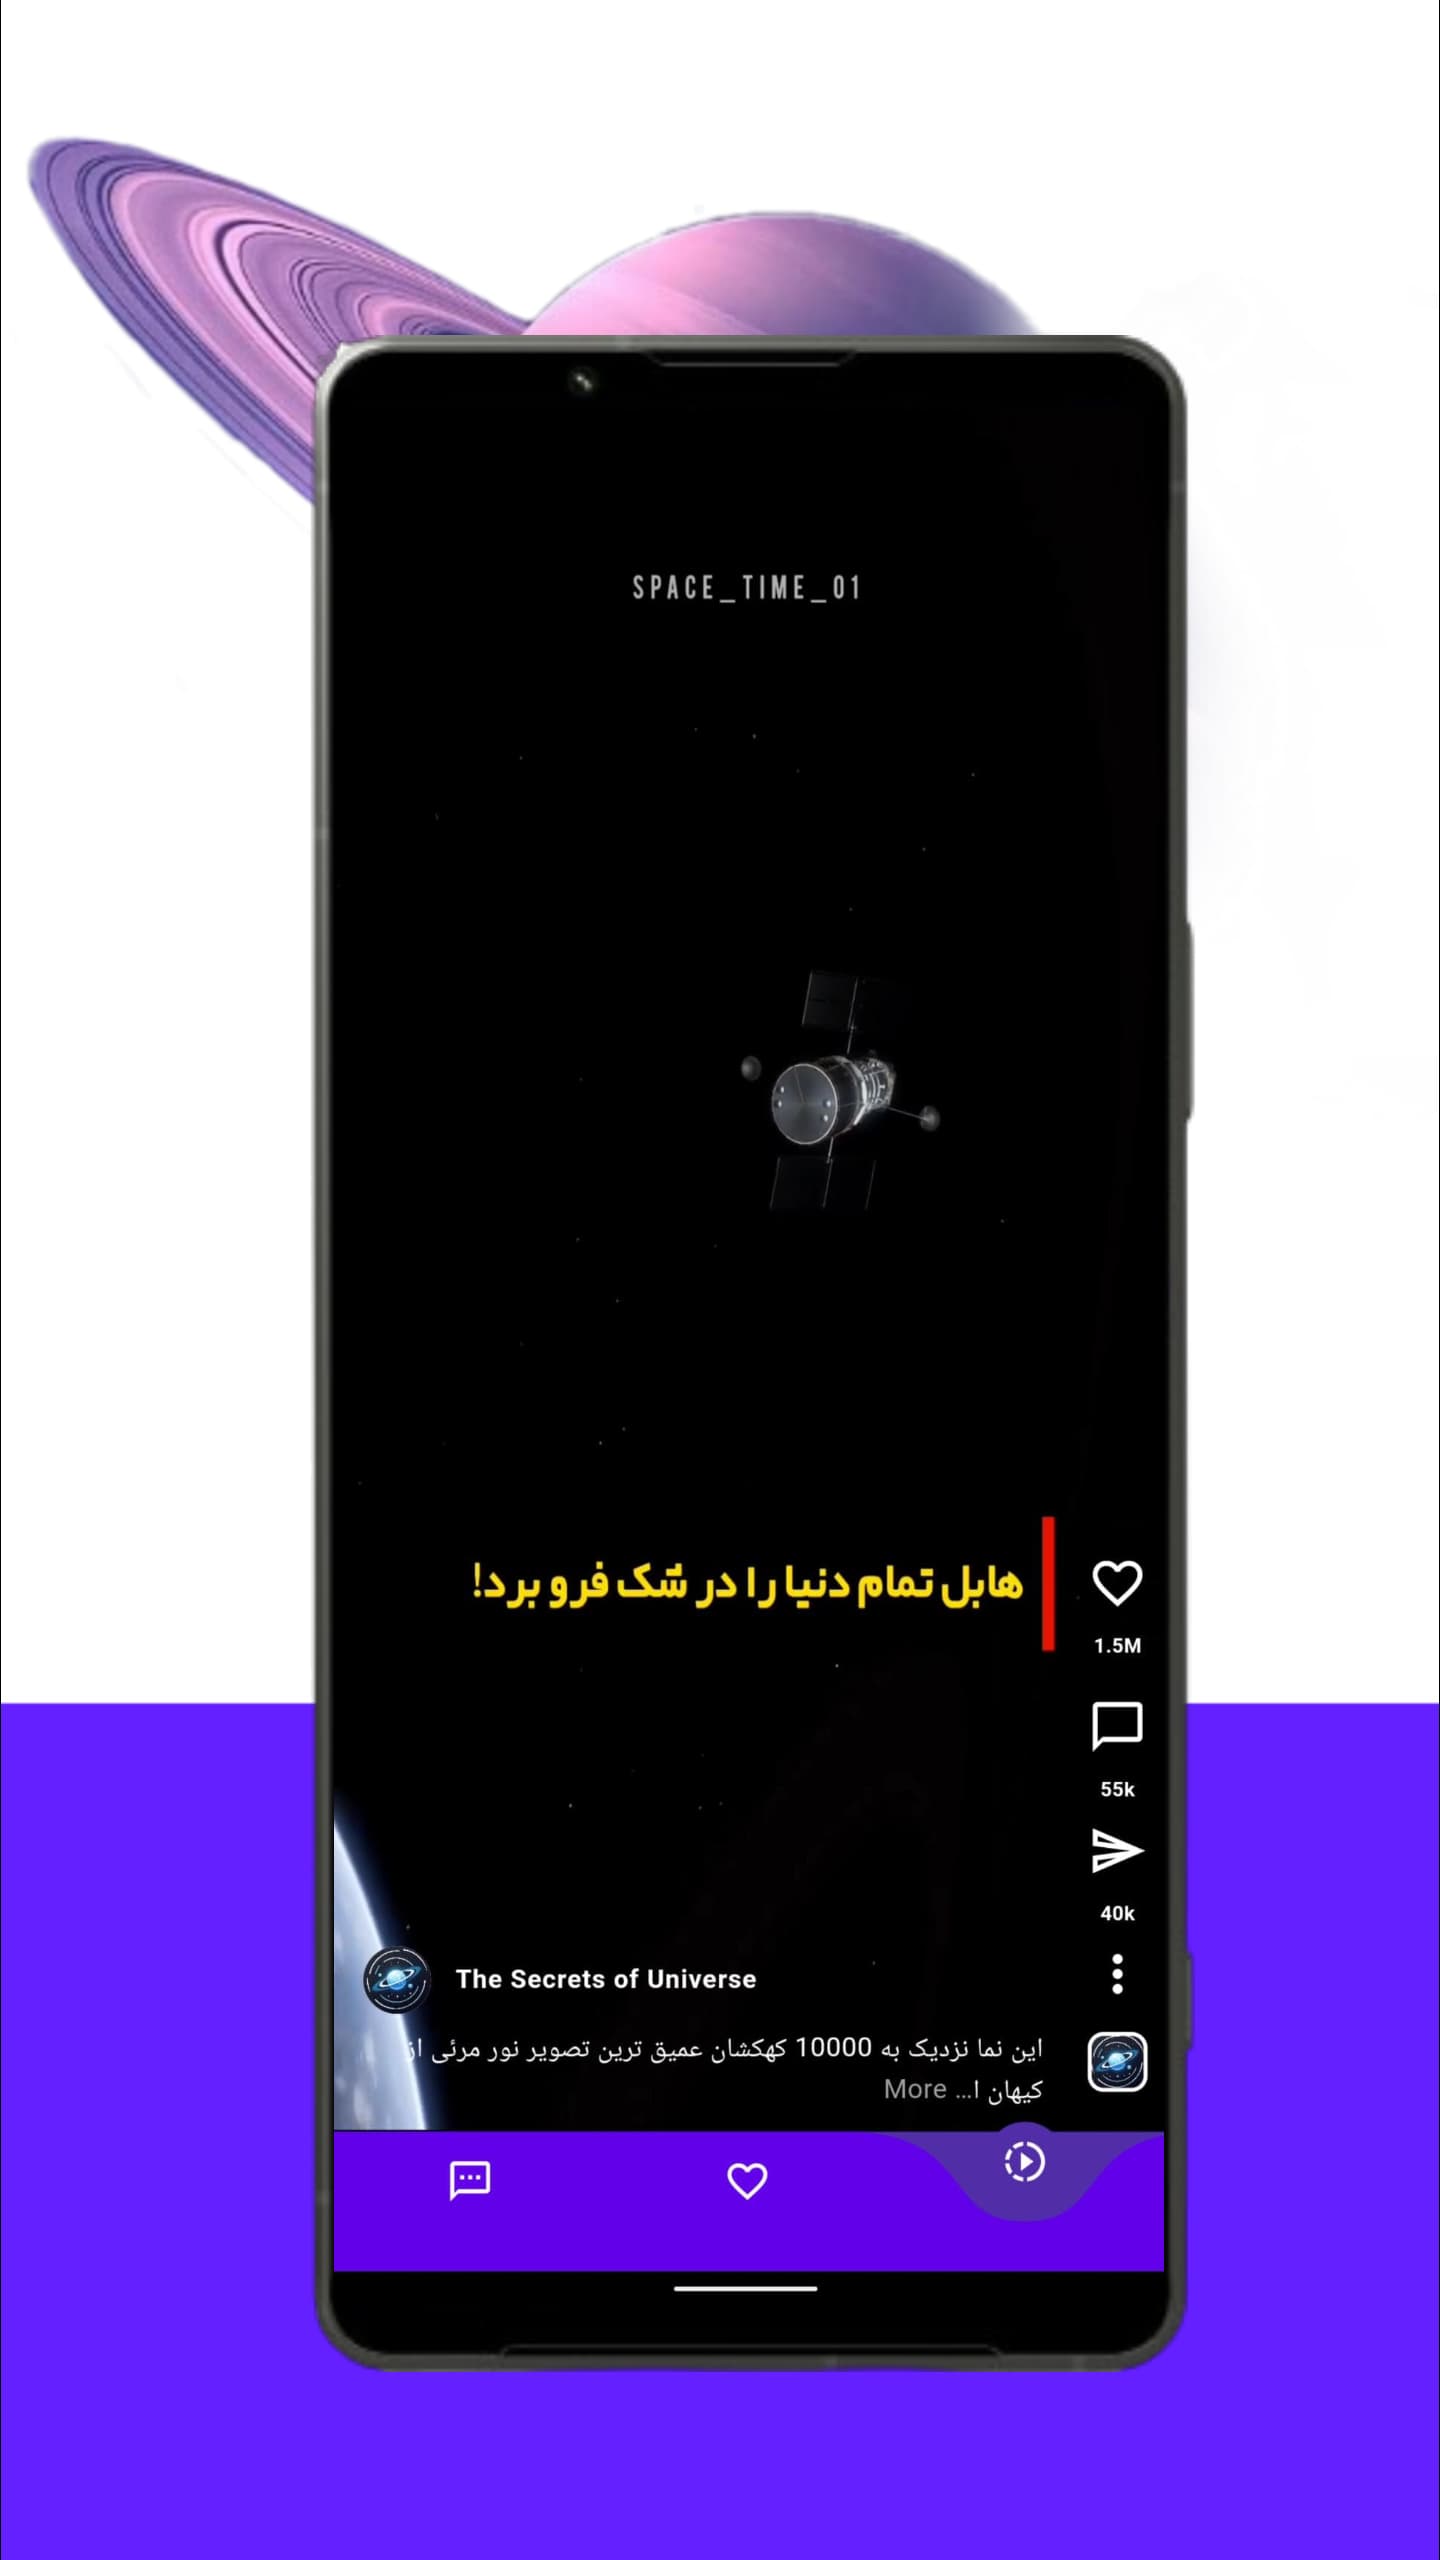 SPACE_TIME_01
هابل تمام دنیا را در شک فرو برد!
1.5M
55k
40k
The Secrets of Universe
این نما نزدیک به 10000 کهکشان عمیق ترین تصویر نور مرئی از
کیهان ا... More